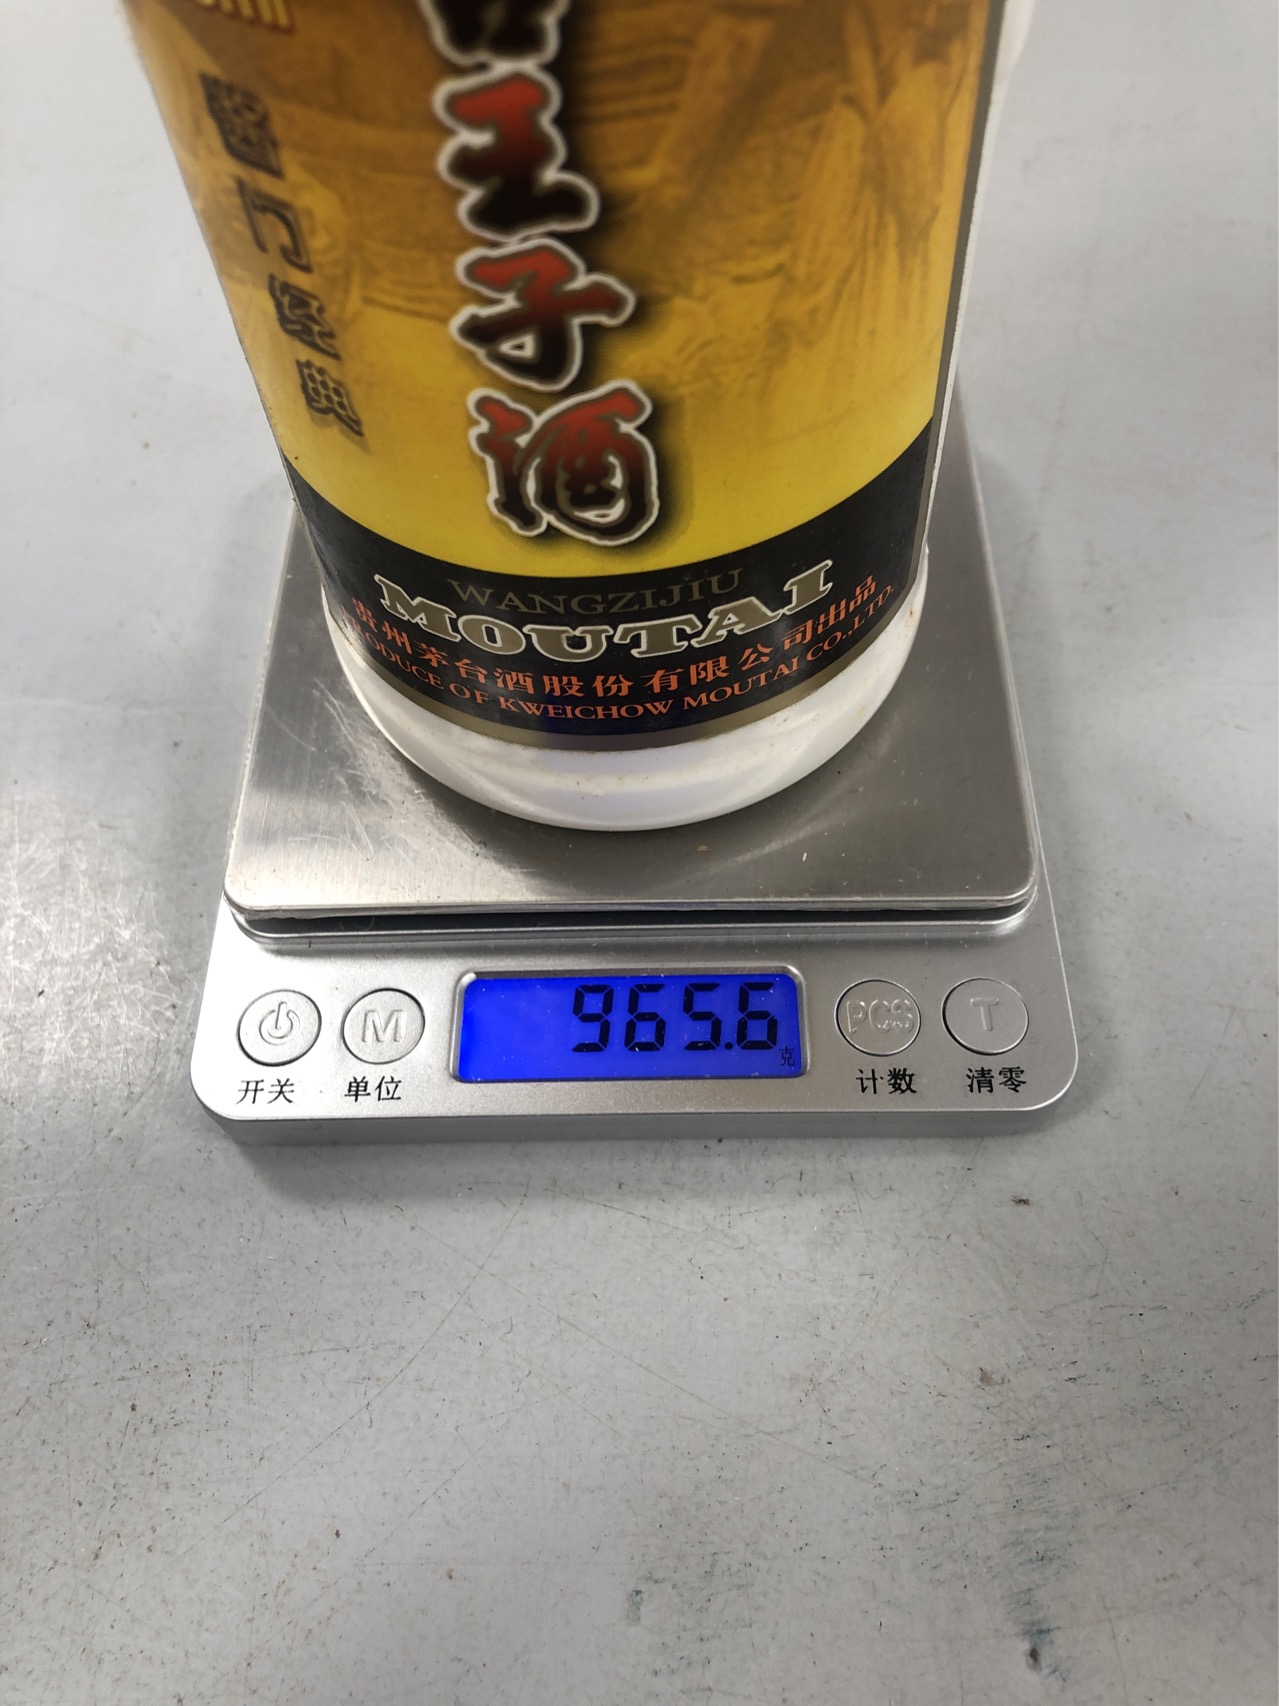 王子酒
酱门经典
WANGZIJIU
MOUTAI
贵州茅台酒股份有限公司出品
PRODUCE OF KWEICHOW MOUTAI CO.,LTD.
965.6
克
M
PCS
T
开关
单位
计数
清零